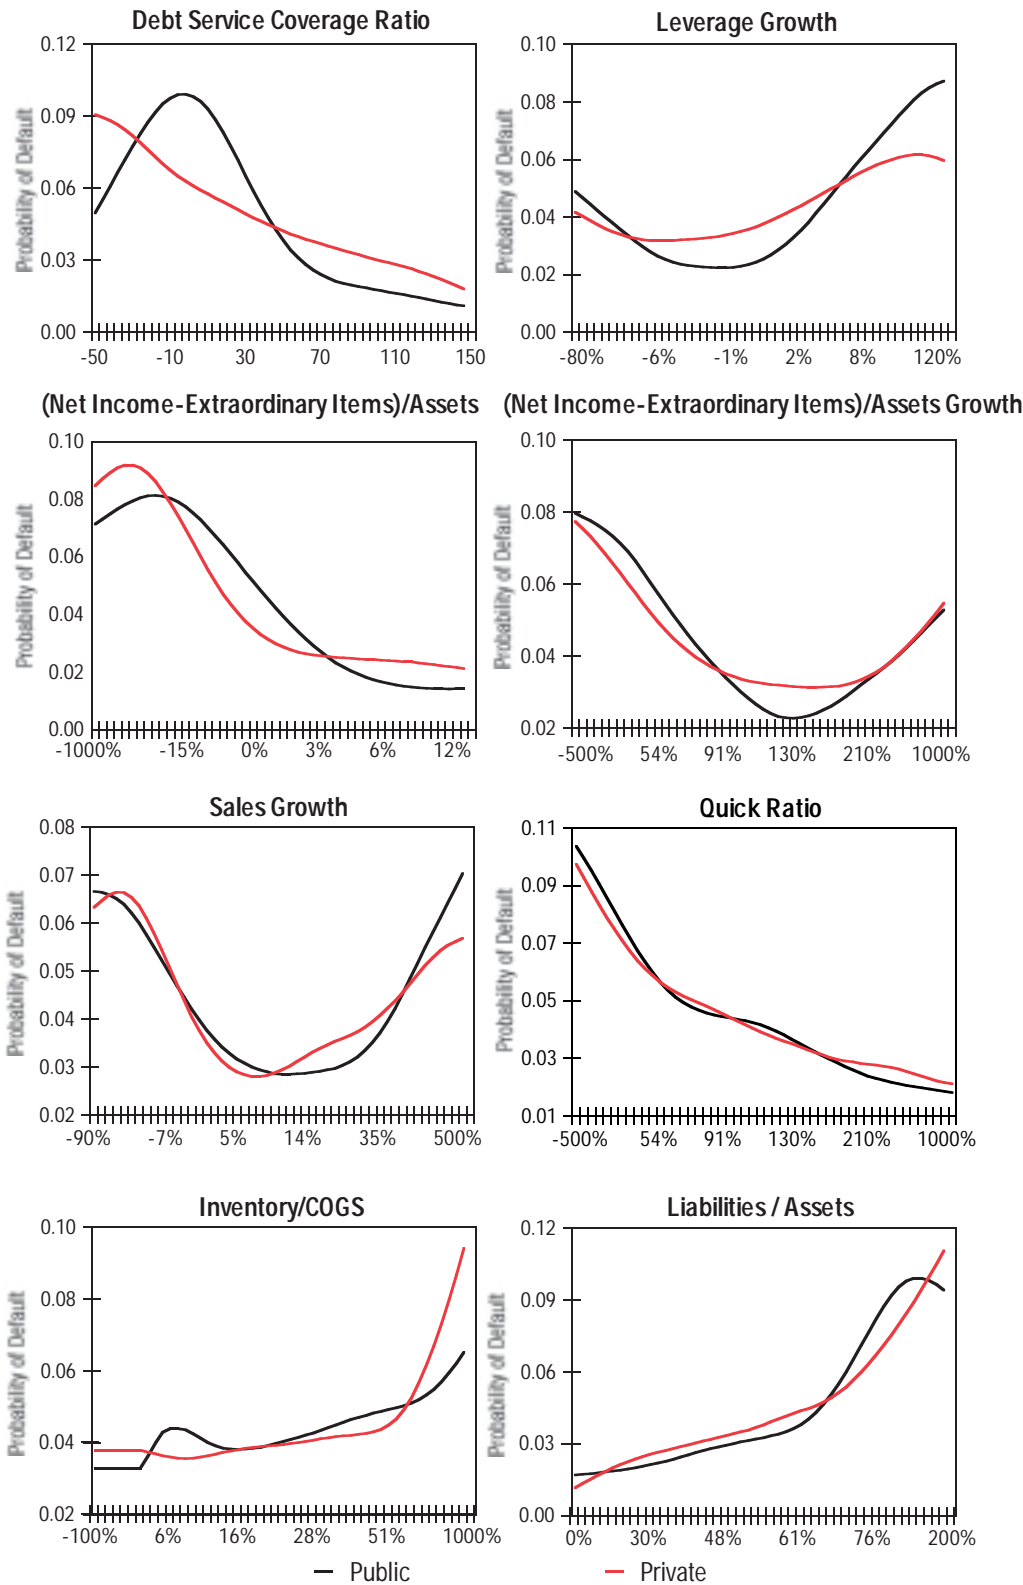 Debt Service Coverage Ratio
0.12
0.09
0.06
0.03
0.00
Probability of Default
-50 -10 30 70 110 150
Leverage Growth
0.10
0.08
0.06
0.04
0.02
0.00
Probability of Default
-80% -6% -1% 2% 8% 120%
(Net Income-Extraordinary Items)/Assets
0.10
0.08
0.06
0.04
0.02
0.00
Probability of Default
-1000% -15% 0% 3% 6% 12%
(Net Income-Extraordinary Items)/Assets Growth
0.10
0.08
0.06
0.04
0.02
Probability of Default
-500% 54% 91% 130% 210% 1000%
Sales Growth
0.08
0.07
0.06
0.05
0.04
0.03
0.02
Probability of Default
-90% -7% 5% 14% 35% 500%
Quick Ratio
0.11
0.09
0.07
0.05
0.03
0.01
Probability of Default
-500% 54% 91% 130% 210% 1000%
Inventory/COGS
0.10
0.08
0.06
0.04
0.02
Probability of Default
-100% 6% 16% 28% 51% 1000%
Liabilities / Assets
0.12
0.09
0.06
0.03
0.00
Probability of Default
0% 30% 48% 61% 76% 200%
Public Private